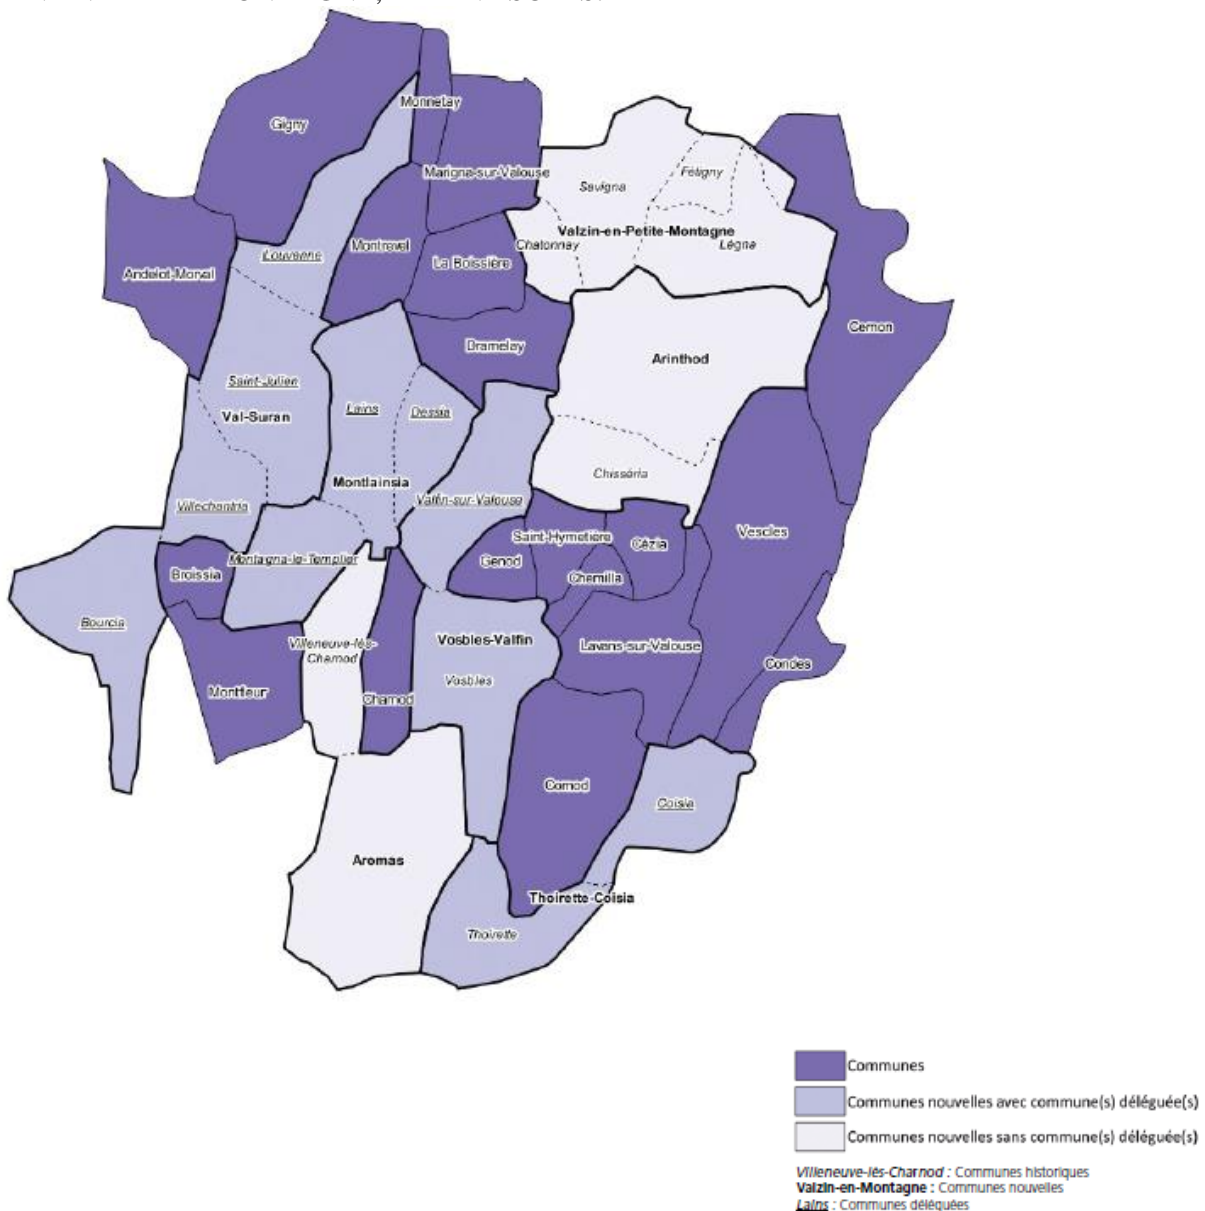 Monnetay
Gigny
Marigna-sur-Valouse
Savigna
Fétigny
Valzin-en-Petite-Montagne
Chatonnay
Légna
Montrevel
Louvenne
La Boissière
Andelot-Morval
Cernon
Dramelay
Arinthod
Saint-Julien
Val-Suran
Lains
Dessia
Chisséria
Montlainsia
Valfin-sur-Valouse
Villechantria
Vescles
Saint-Hymetière
Cézia
Montagna-le-Templier
Genod
Broissia
Chemilla
Bourcia
Vosbles-Valfin
Villeneuve-lès-
Charnod
Lavans-sur-Valouse
Condes
Vosbles
Montfleur
Charnod
Cornod
Coisia
Aromas
Thoirette-Coisia
Thoirette
Communes
Communes nouvelles avec commune(s) déléguée(s)
Communes nouvelles sans commune(s) déléguée(s)
Villeneuve-lès-Charnod : Communes historiques
Valzin-en-Montagne : Communes nouvelles
Lains : Communes déléguées